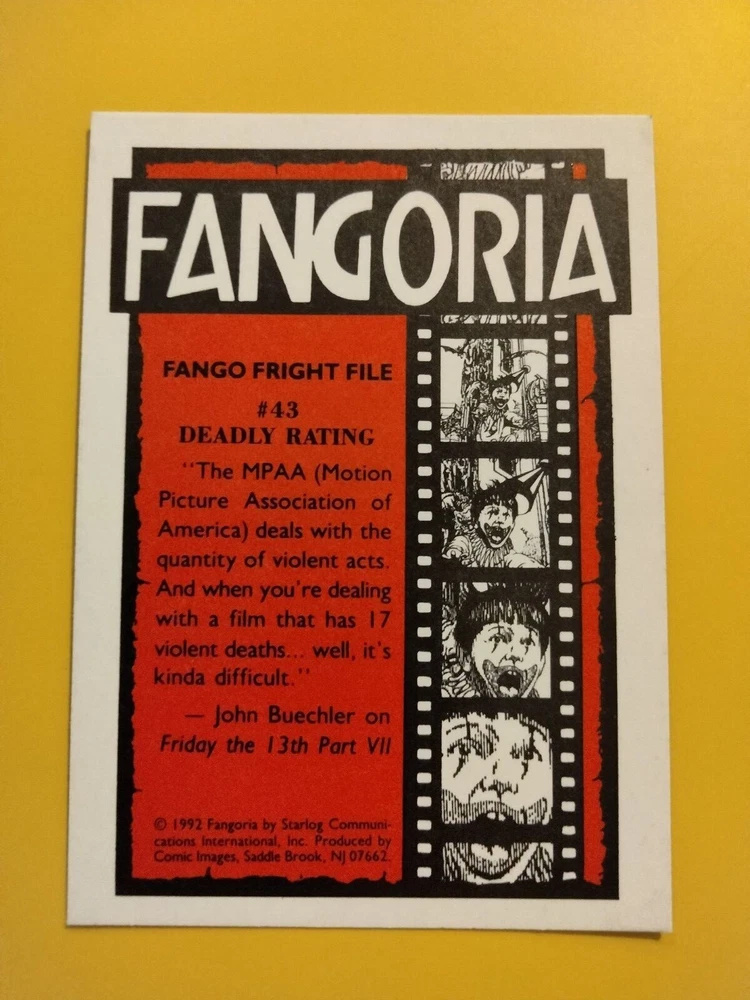 FANGORIA
FANGO FRIGHT FILE
#43
DEADLY RATING
"The MPAA (Motion
Picture Association of
America) deals with the
quantity of violent acts.
And when you're dealing
with a film that has 17
violent deaths... well, it's
kinda difficult."
— John Buechler on
Friday the 13th Part VII
© 1992 Fangoria by Starlog Communi-
cations International, Inc. Produced by
Comic Images, Saddle Brook, NJ 07662.